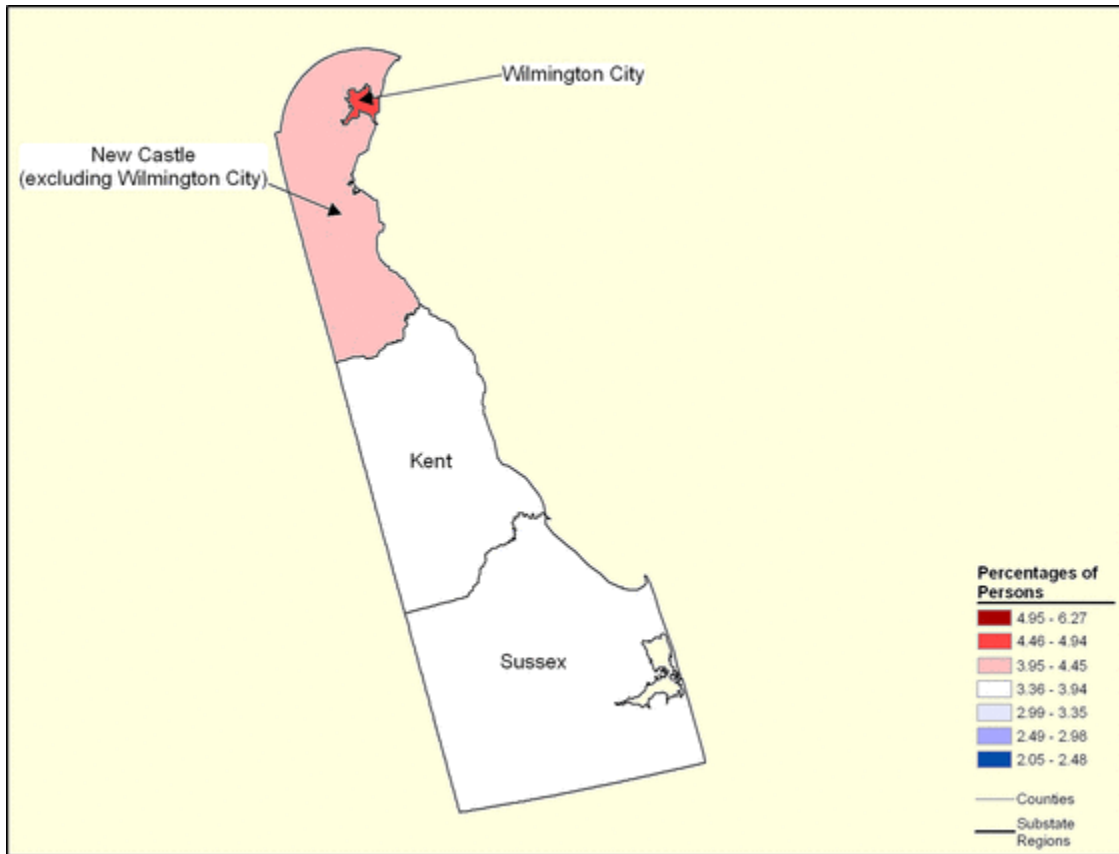 Wilmington City
New Castle
(excluding Wilmington City)
Kent
Sussex
Percentages of
Persons
4.95 - 6.27
4.46 - 4.94
3.95 - 4.45
3.36 - 3.94
2.99 - 3.35
2.49 - 2.98
2.05 - 2.48
Counties
Substate
Regions